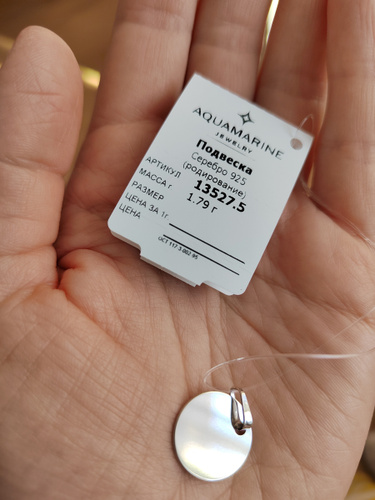 AQUAMARINE
JEWELRY
Подвеска
Серебро 925
(родирование)
АРТИКУЛ 13527.5
МАССА г 1.79 г
РАЗМЕР
ЦЕНА ЗА 1г
ЦЕНА